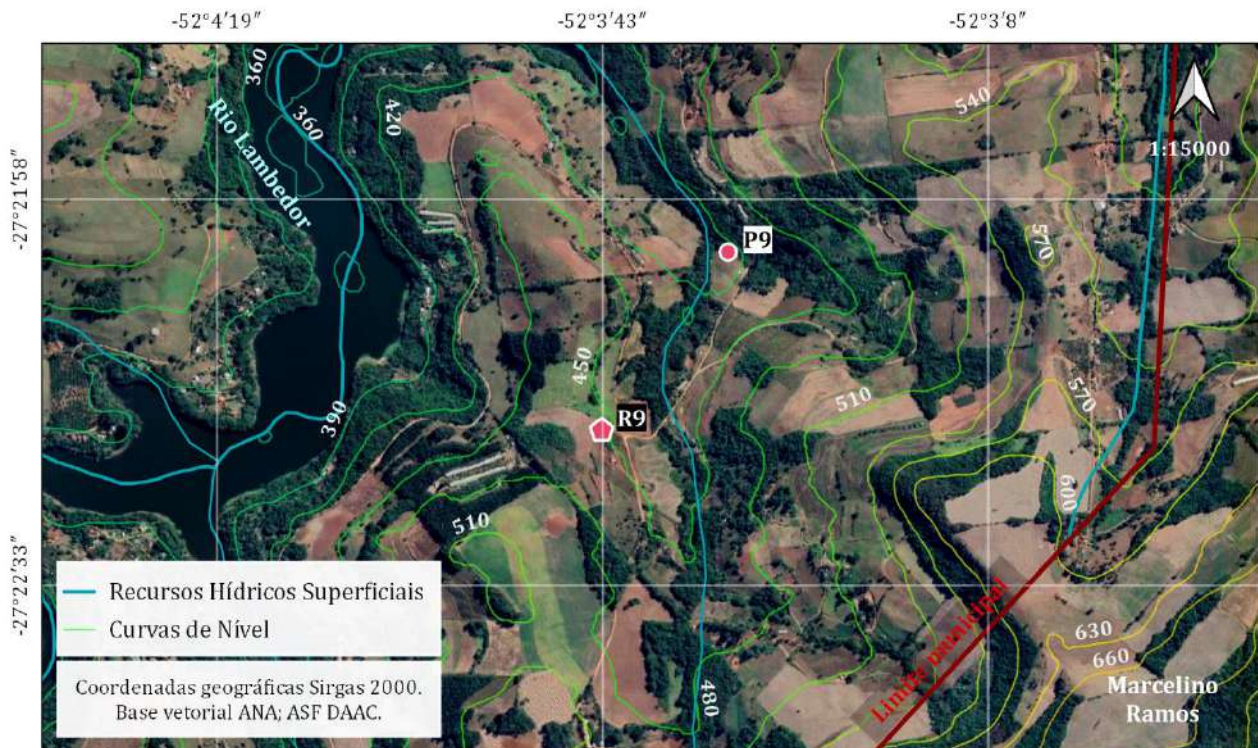 -52°4′19″
-52°3′43″
-52°3′8″
360
Rio Lambedor
360
420
540
1:15000
-27°21′58″
P9
570
450
R9
390
510
570
600
510
-27°22′33″
Recursos Hídricos Superficiais
Curvas de Nível
Coordenadas geográficas Sirgas 2000.
Base vetorial ANA; ASF DAAC.
480
Limite municipal
630
660
Marcelino
Ramos